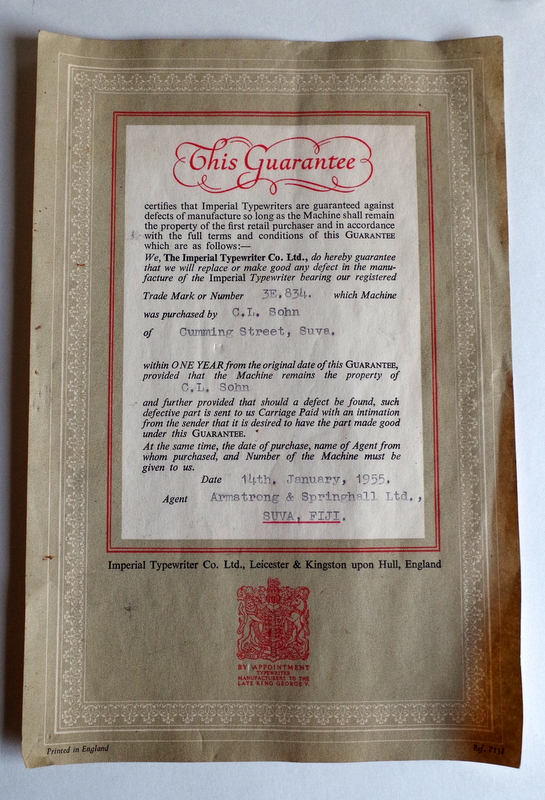 This Guarantee
certifies that Imperial Typewriters are guaranteed against
defects of manufacture so long as the Machine shall remain
the property of the first retail purchaser and in accordance
with the full terms and conditions of this GUARANTEE
which are as follows:—
We, The Imperial Typewriter Co. Ltd., do hereby guarantee
that we will replace or make good any defect in the manu-
facture of the Imperial Typewriter bearing our registered
Trade Mark or Number 3E.834. which Machine
was purchased by C.L. Sohn
of Cumming Street, Suva.
within ONE YEAR from the original date of this GUARANTEE,
provided that the Machine remains the property of
C.L. Sohn
and further provided that should a defect be found, such
defective part is sent to us Carriage Paid with an intimation
from the sender that it is desired to have the part made good
under this GUARANTEE.
At the same time, the date of purchase, name of Agent from
whom purchased, and Number of the Machine must be
given to us.
Date 14th. January, 1955.
Agent Armstrong & Springhall Ltd.,
SUVA, FIJI.
Imperial Typewriter Co. Ltd., Leicester & Kingston upon Hull, England
BY APPOINTMENT
TYPEWRITER
MANUFACTURERS TO THE
LATE KING GEORGE V.
Printed in England
Ref.